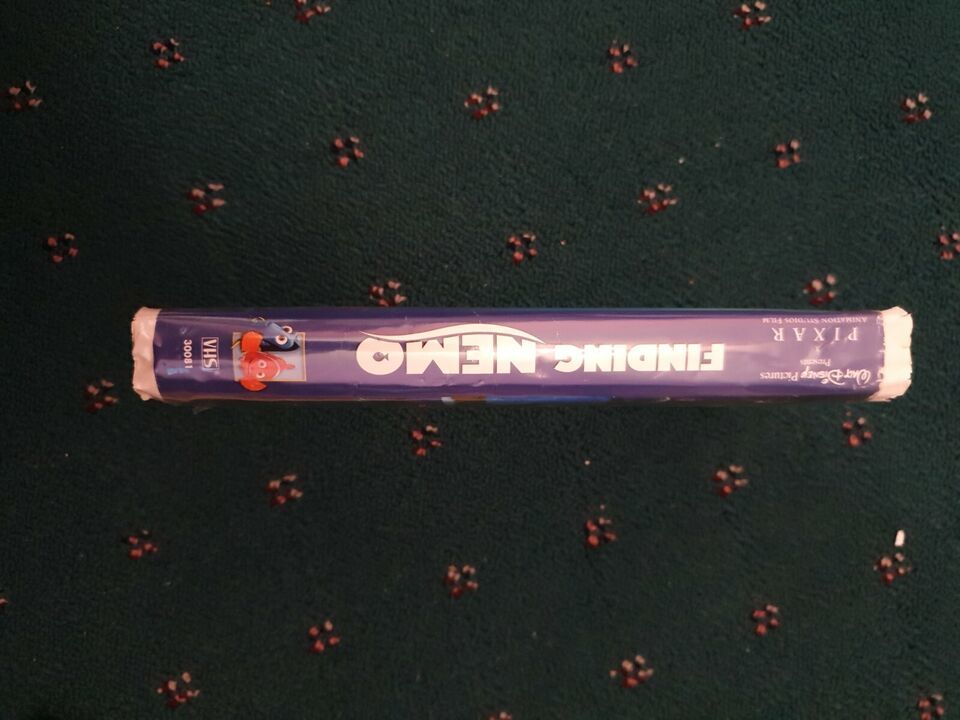 WALT DISNEY Pictures
Presents
A
PIXAR
ANIMATION STUDIOS FILM
FINDING NEMO
VHS
30081